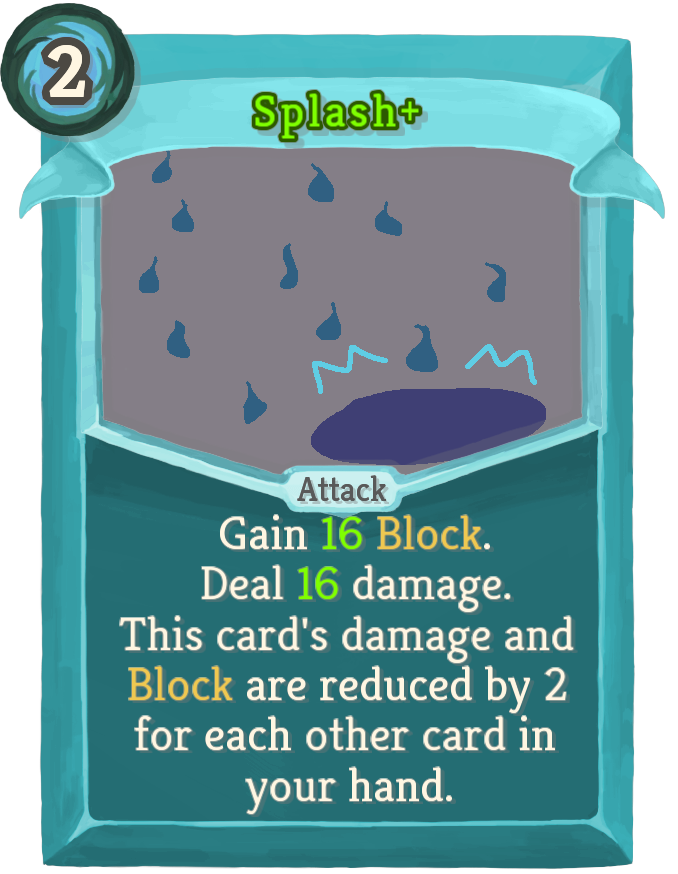 2
Splash+
Attack
Gain 16 Block.
Deal 16 damage.
This card's damage and
Block are reduced by 2
for each other card in
your hand.